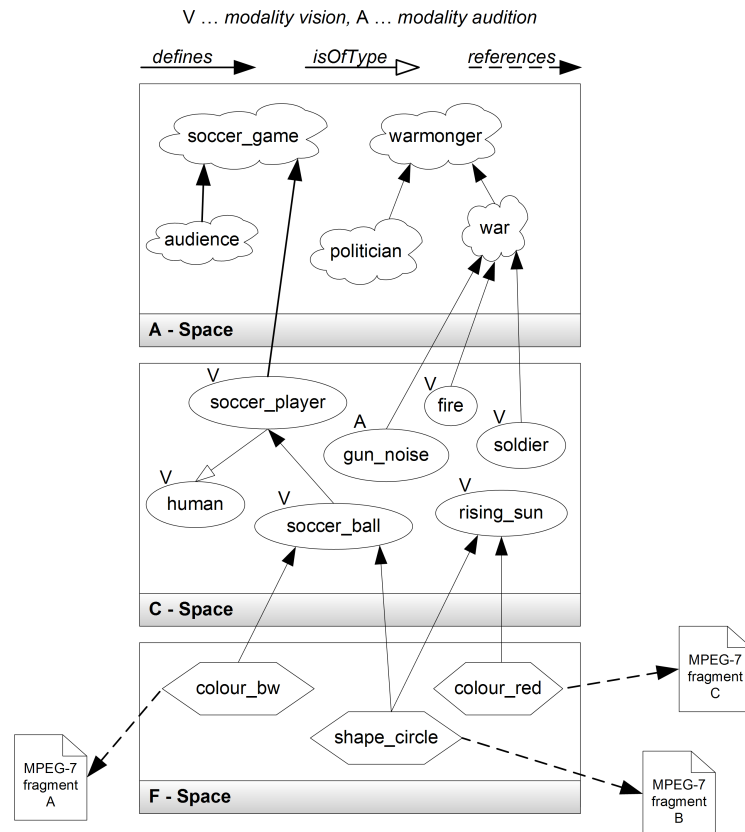 V ... modality vision, A ... modality audition
defines
isOfType
references
soccer_game
warmonger
audience
politician
war
A - Space
V
soccer_player
V
fire
A
gun_noise
V
soldier
V
human
V
soccer_ball
V
rising_sun
C - Space
colour_bw
colour_red
shape_circle
F - Space
MPEG-7
fragment
C
MPEG-7
fragment
A
MPEG-7
fragment
B